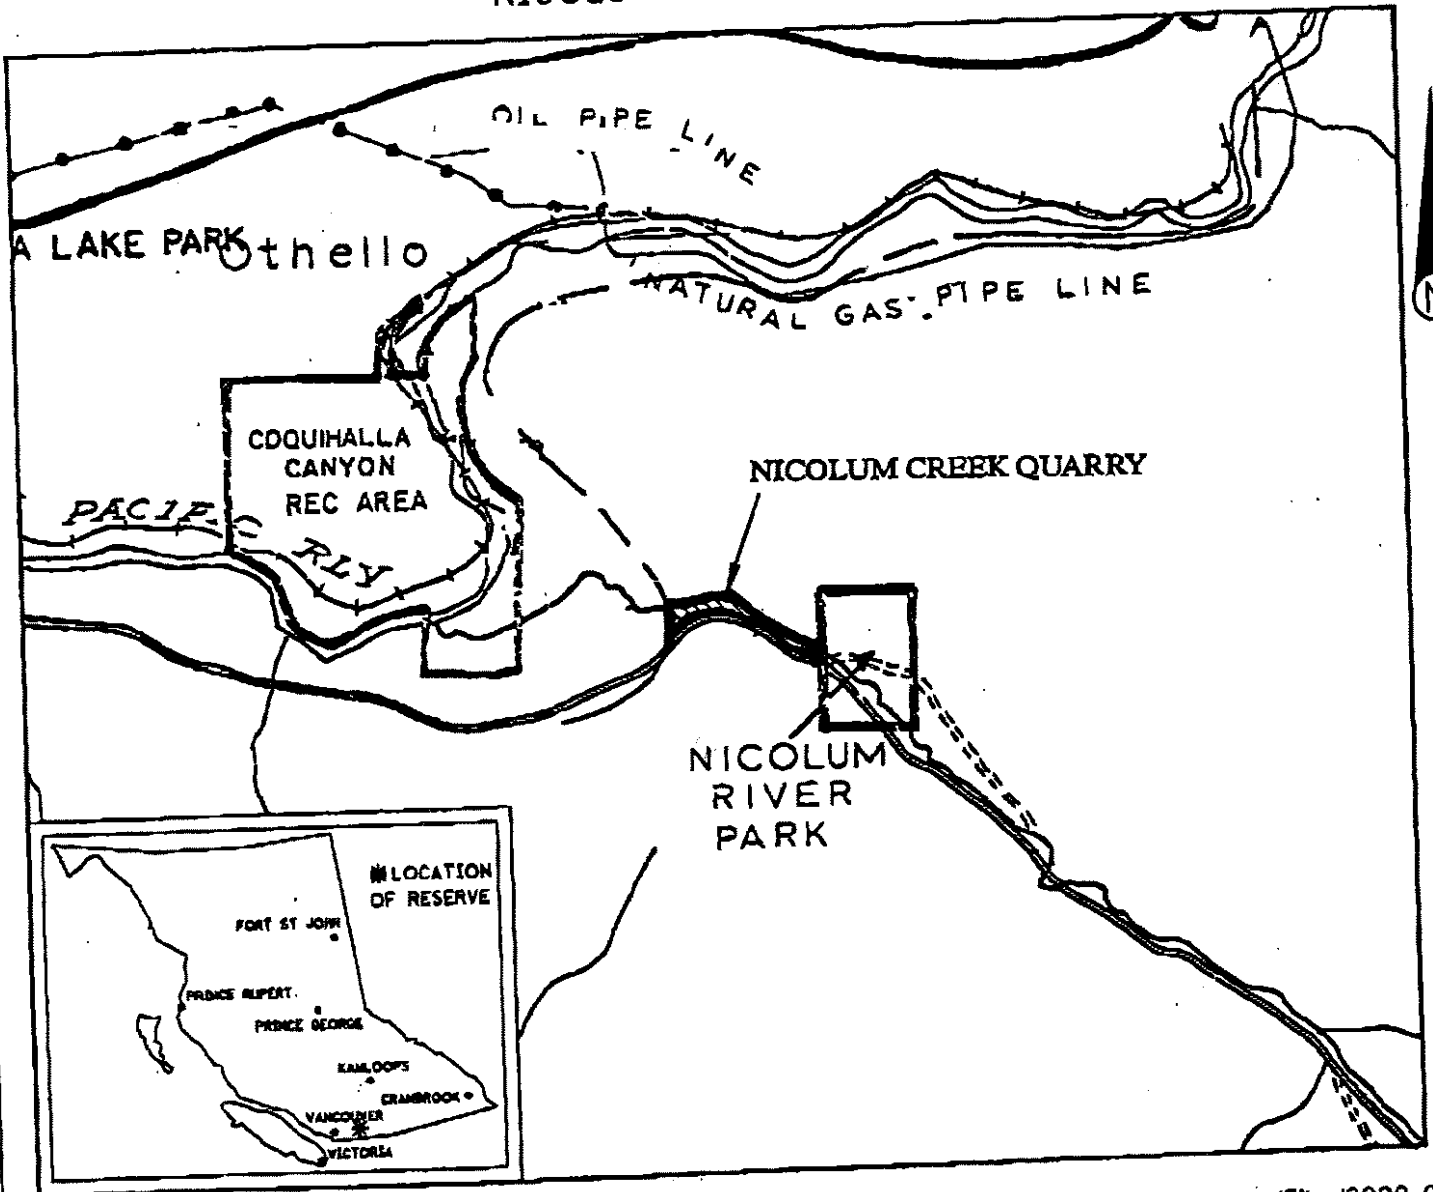 OIL PIPE LINE
A LAKE PARK
Othello
NATURAL GAS PIPE LINE
COQUIHALLA
CANYON
REC AREA
NICOLUM CREEK QUARRY
PACIFIC RLY
NICOLUM
RIVER
PARK
LOCATION
OF RESERVE
FORT ST JOHN
PRINCE RUPERT
PRINCE GEORGE
KAMLOOPS
CRANBROOK
VANCOUVER
VICTORIA